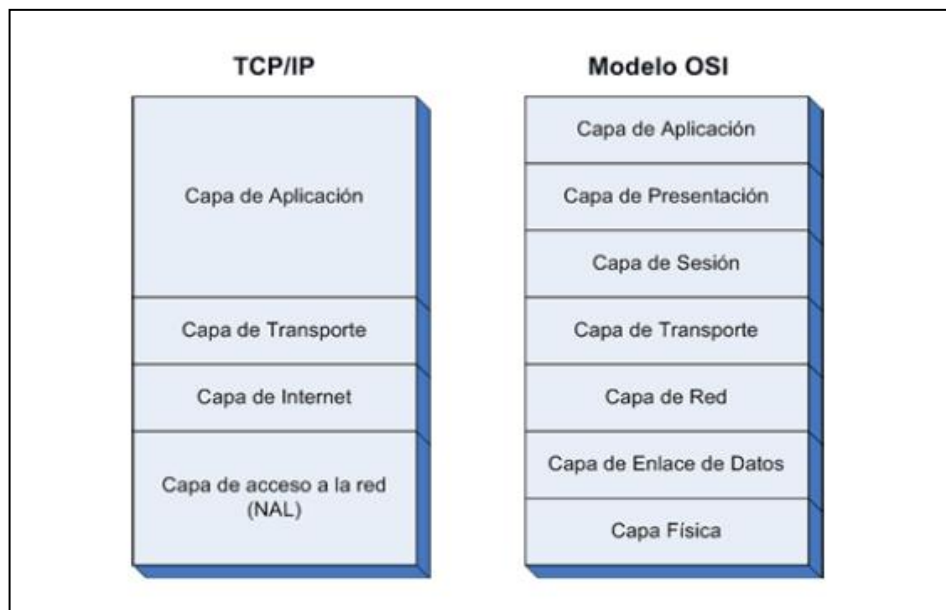 TCP/IP
Capa de Aplicación
Capa de Transporte
Capa de Internet
Capa de acceso a la red
(NAL)
Modelo OSI
Capa de Aplicación
Capa de Presentación
Capa de Sesión
Capa de Transporte
Capa de Red
Capa de Enlace de Datos
Capa Física